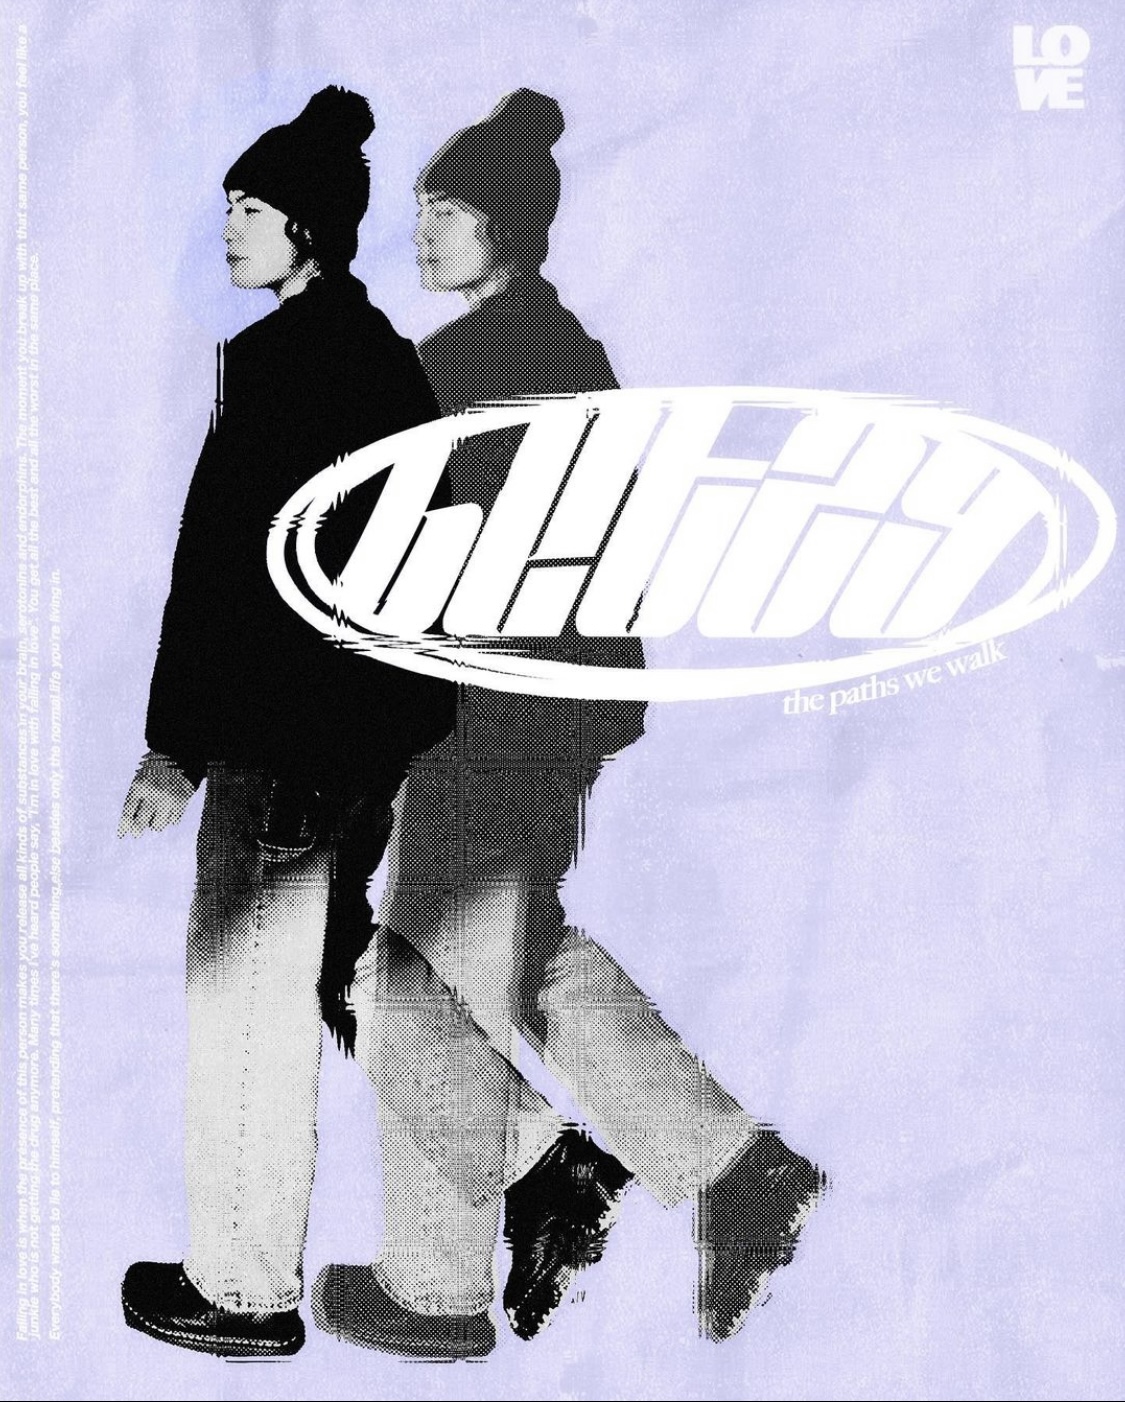 LO
VE
the paths we walk
Falling in love is when the presence of this person makes you release all kinds of substances in your brain, serotonins and endorphins. The moment you break up with that same person, you feel like a
junkie who is not getting the drug anymore. Many times I've heard people say, "I'm in love with falling in love". You get all the best and all the worst in the same place.
Everybody wants to lie to himself, pretending that there's something else besides only the normal life you're living in.